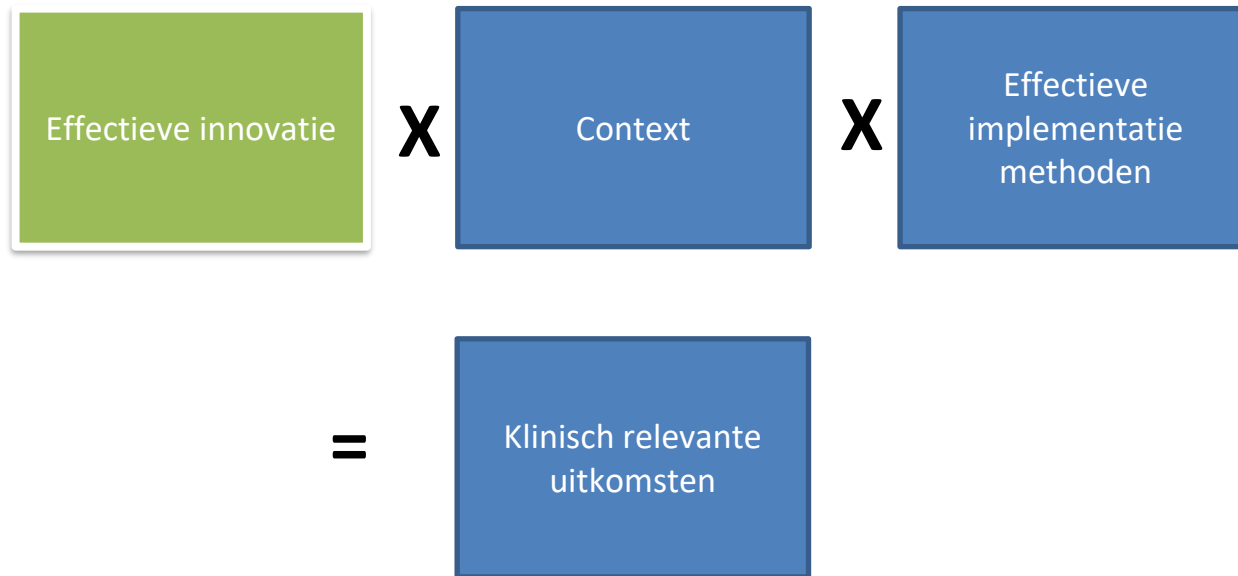 Effectieve innovatie
X
Context
X
Effectieve
implementatie
methoden
=
Klinisch relevante
uitkomsten